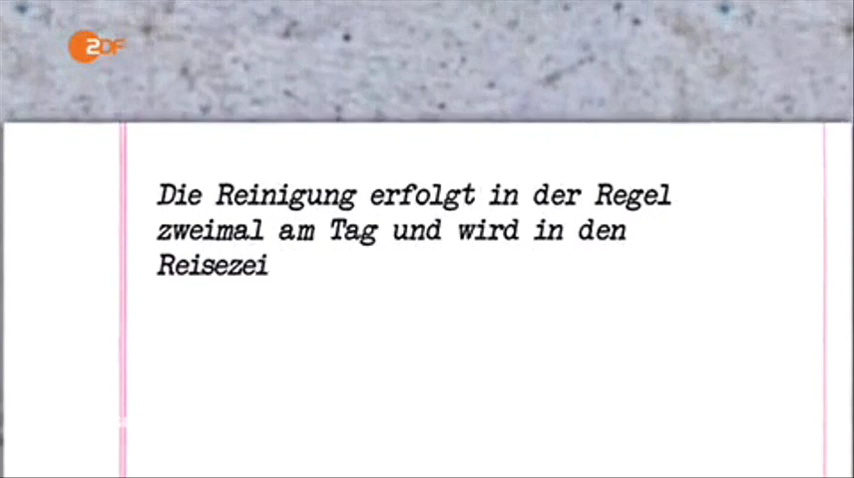 ZDF
Die Reinigung erfolgt in der Regel
zweimal am Tag und wird in den
Reisezei